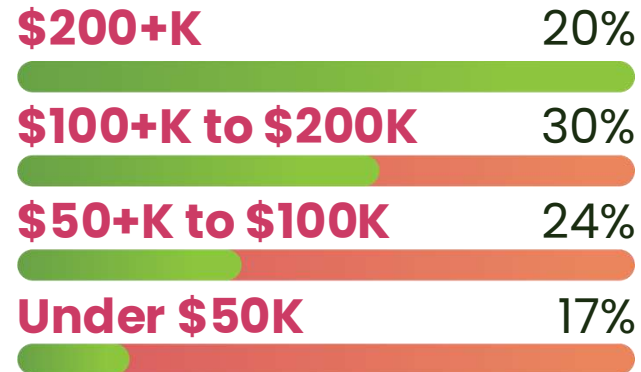 $200+K 20%
$100+K to $200K 30%
$50+K to $100K 24%
Under $50K 17%